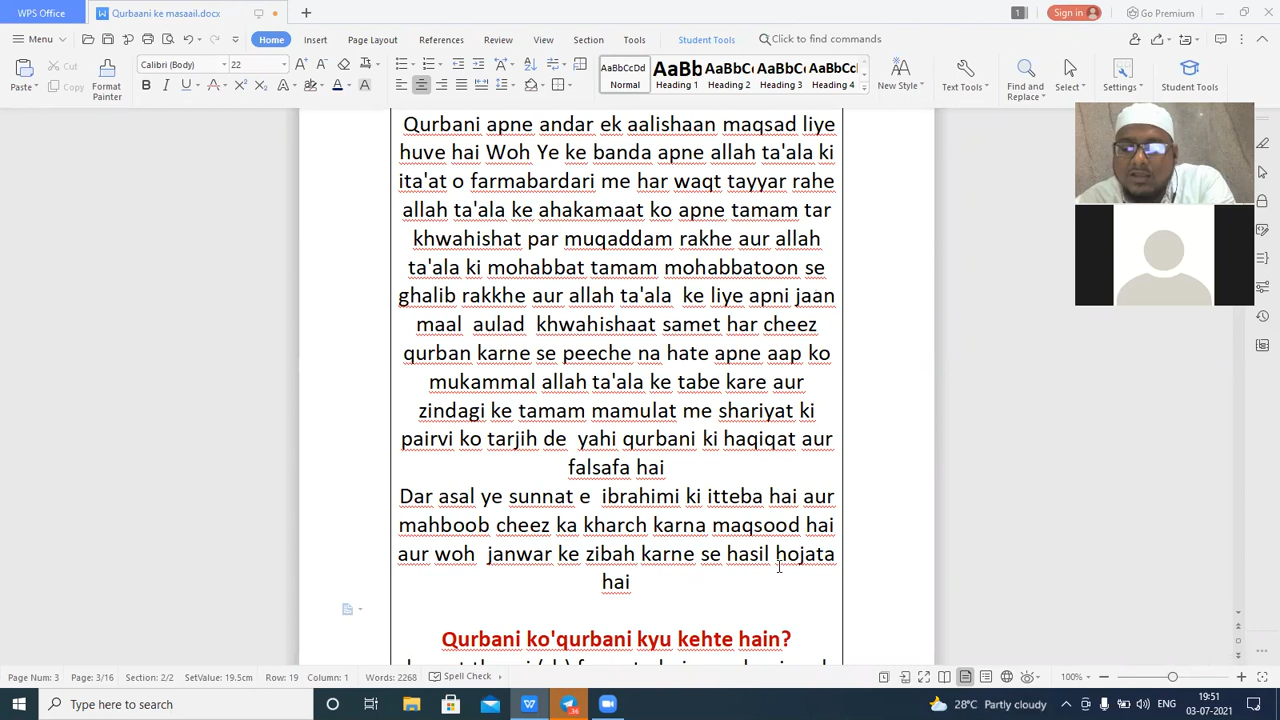 WPS Office
Qurbaani ke masaail.docx
+
1
Sign in
Go Premium
Menu
Home
Insert
Page Layout
References
Review
View
Section
Tools
Student Tools
Click to find commands
Paste
Cut
Copy
Format
Painter
Calibri (Body)
22
AaBbCcDd
Normal
AaBb
Heading 1
AaBbC
Heading 2
AaBbC
Heading 3
AaBbC
Heading 4
New Style
Text Tools
Find and
Replace
Select
Settings
Student Tools
Qurbani apne andar ek aalishaan maqsad liye
huve hai Woh Ye ke banda apne allah ta'ala ki
ita'at o farmabardari me har waqt tayyar rahe
allah ta'ala ke ahakamaat ko apne tamam tar
khwahishat par muqaddam rakhe aur allah
ta'ala ki mohabbat tamam mohabbatoon se
ghalib rakkhe aur allah ta'ala ke liye apni jaan
maal aulad khwahishaat samet har cheez
qurban karne se peeche na hate apne aap ko
mukammal allah ta'ala ke tabe kare aur
zindagi ke tamam mamulat me shariyat ki
pairvi ko tarjih de yahi qurbani ki haqiqat aur
falsafa hai
Dar asal ye sunnat e ibrahimi ki itteba hai aur
mahboob cheez ka kharch karna maqsood hai
aur woh janwar ke zibah karne se hasil hojata
hai
Qurbani ko'qurbani kyu kehte hain?
Page Num: 3
Page: 3/16
Section: 2/2
SetValue: 19.0cm
Row: 19
Column: 1
Words: 2268
Spell Check
100%
Type here to search
36
28°C Partly cloudy
ENG
19:51
03-07-2021